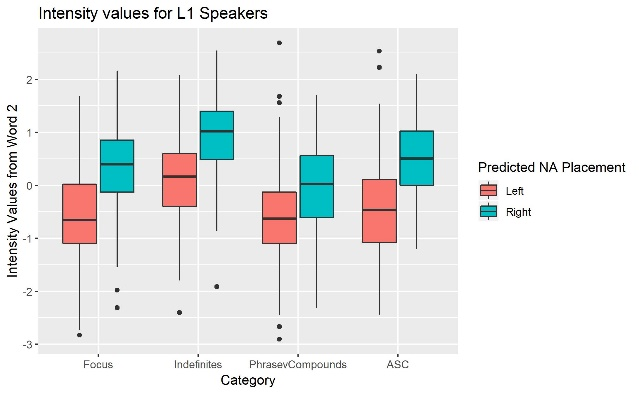 Intensity values for L1 Speakers
Intensity Values from Word 2
2
1
0
-1
-2
-3
Focus
Indefinites
PhrasevCompounds
ASC
Category
Predicted NA Placement
Left
Right